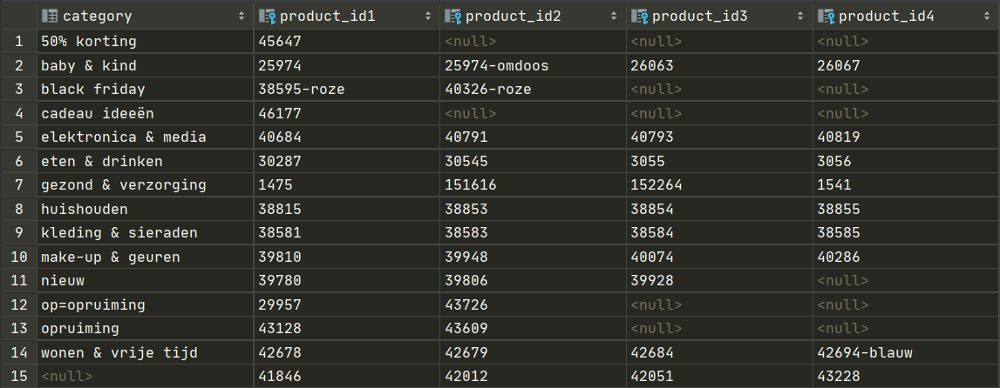 category product_id1 product_id2 product_id3 product_id4
1 50% korting 45647 <null> <null> <null>
2 baby & kind 25974 25974-omdoos 26063 26067
3 black friday 38595-roze 40326-roze <null> <null>
4 cadeau ideeën 46177 <null> <null> <null>
5 elektronica & media 40684 40791 40793 40819
6 eten & drinken 30287 30545 3055 3056
7 gezond & verzorging 1475 151616 152264 1541
8 huishouden 38815 38853 38854 38855
9 kleding & sieraden 38581 38583 38584 38585
10 make-up & geuren 39810 39948 40074 40286
11 nieuw 39780 39806 39928 <null>
12 op=opruiming 29957 43726 <null> <null>
13 opruiming 43128 43609 <null> <null>
14 wonen & vrije tijd 42678 42679 42684 42694-blauw
15 <null> 41846 42012 42051 43228